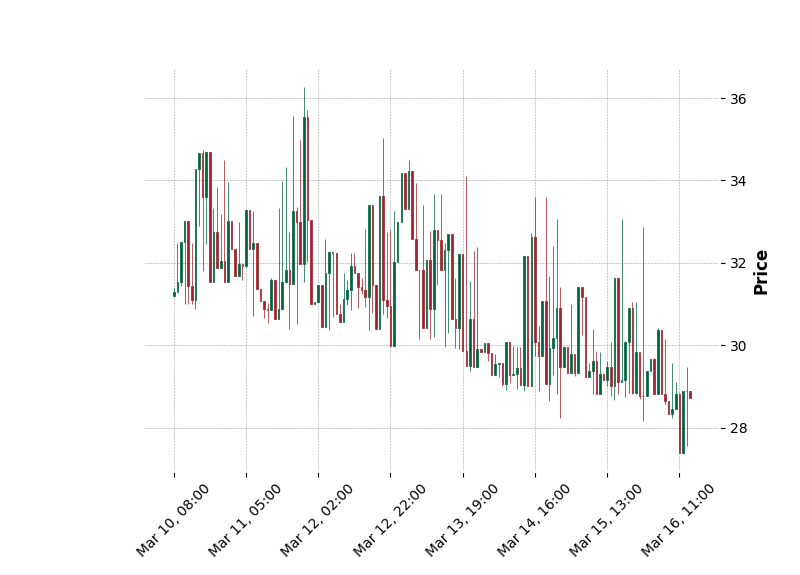 36
34
32
30
28
Price
Mar 10, 08:00
Mar 11, 05:00
Mar 12, 02:00
Mar 12, 22:00
Mar 13, 19:00
Mar 14, 16:00
Mar 15, 13:00
Mar 16, 11:00